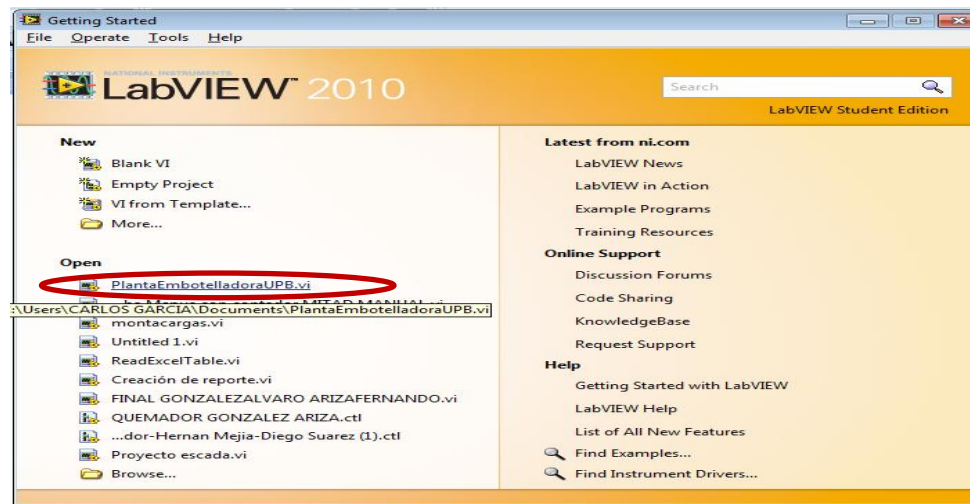 Getting Started
File Operate Tools Help
NATIONAL INSTRUMENTS
LabVIEW™ 2010
Search
LabVIEW Student Edition
New
Blank VI
Empty Project
VI from Template...
More...
Open
PlantaEmbotelladoraUPB.vi
:\Users\CARLOS GARCIA\Documents\PlantaEmbotelladoraUPB.vi
montacargas.vi
Untitled 1.vi
ReadExcelTable.vi
Creación de reporte.vi
FINAL GONZALEZALVARO ARIZAFERNANDO.vi
QUEMADOR GONZALEZ ARIZA.ctl
...dor-Hernan Mejia-Diego Suarez (1).ctl
Proyecto escada.vi
Browse...
Latest from ni.com
LabVIEW News
LabVIEW in Action
Example Programs
Training Resources
Online Support
Discussion Forums
Code Sharing
KnowledgeBase
Request Support
Help
Getting Started with LabVIEW
LabVIEW Help
List of All New Features
Find Examples...
Find Instrument Drivers...